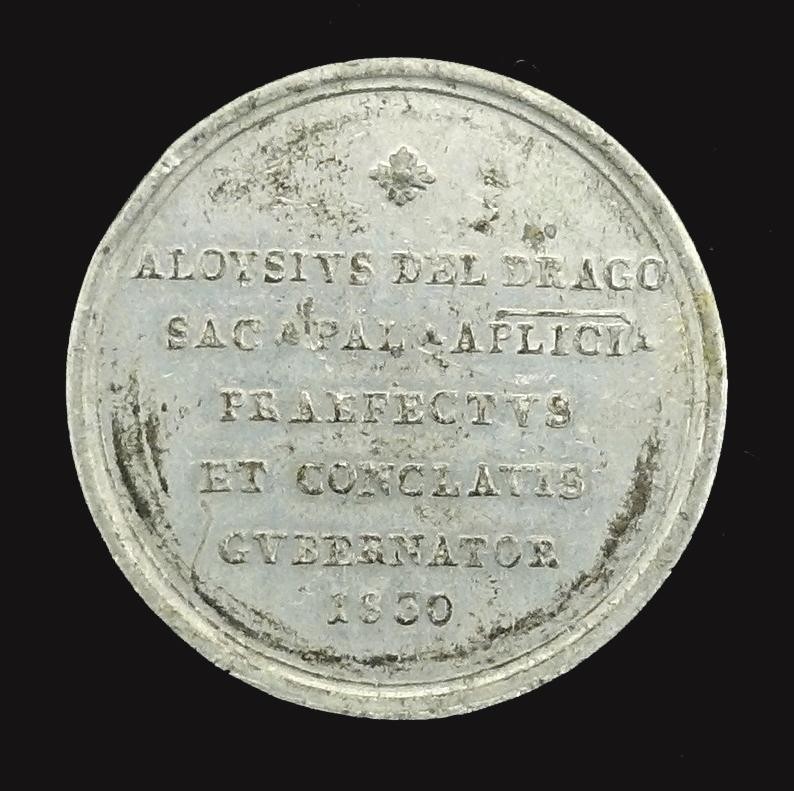 ALOYSIVS DEL DRAGO
SAC ▴ PAL ▴ APLICI ▴
PRAEFECTVS
ET CONCLAVIS
GVBERNATOR
1830